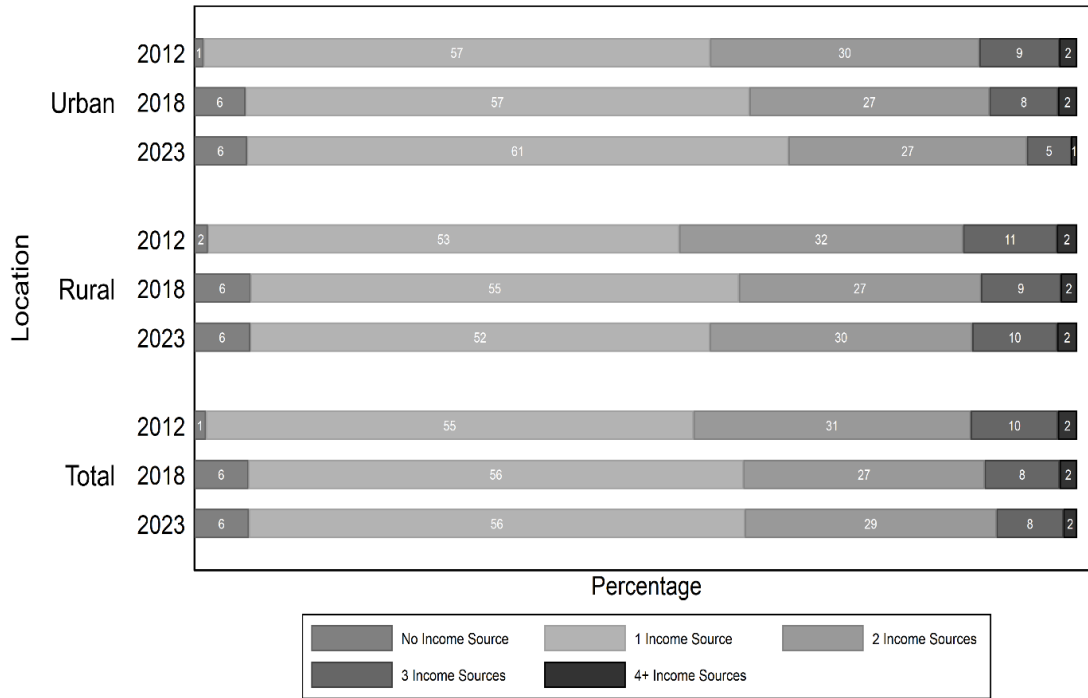 2012 1 57 30 9 2
Urban 2018 6 57 27 8 2
2023 6 61 27 5 1
Location
2012 2 53 32 11 2
Rural 2018 6 55 27 9 2
2023 6 52 30 10 2
2012 1 55 31 10 2
Total 2018 6 56 27 8 2
2023 6 56 29 8 2
Percentage
No Income Source 1 Income Source 2 Income Sources
3 Income Sources 4+ Income Sources